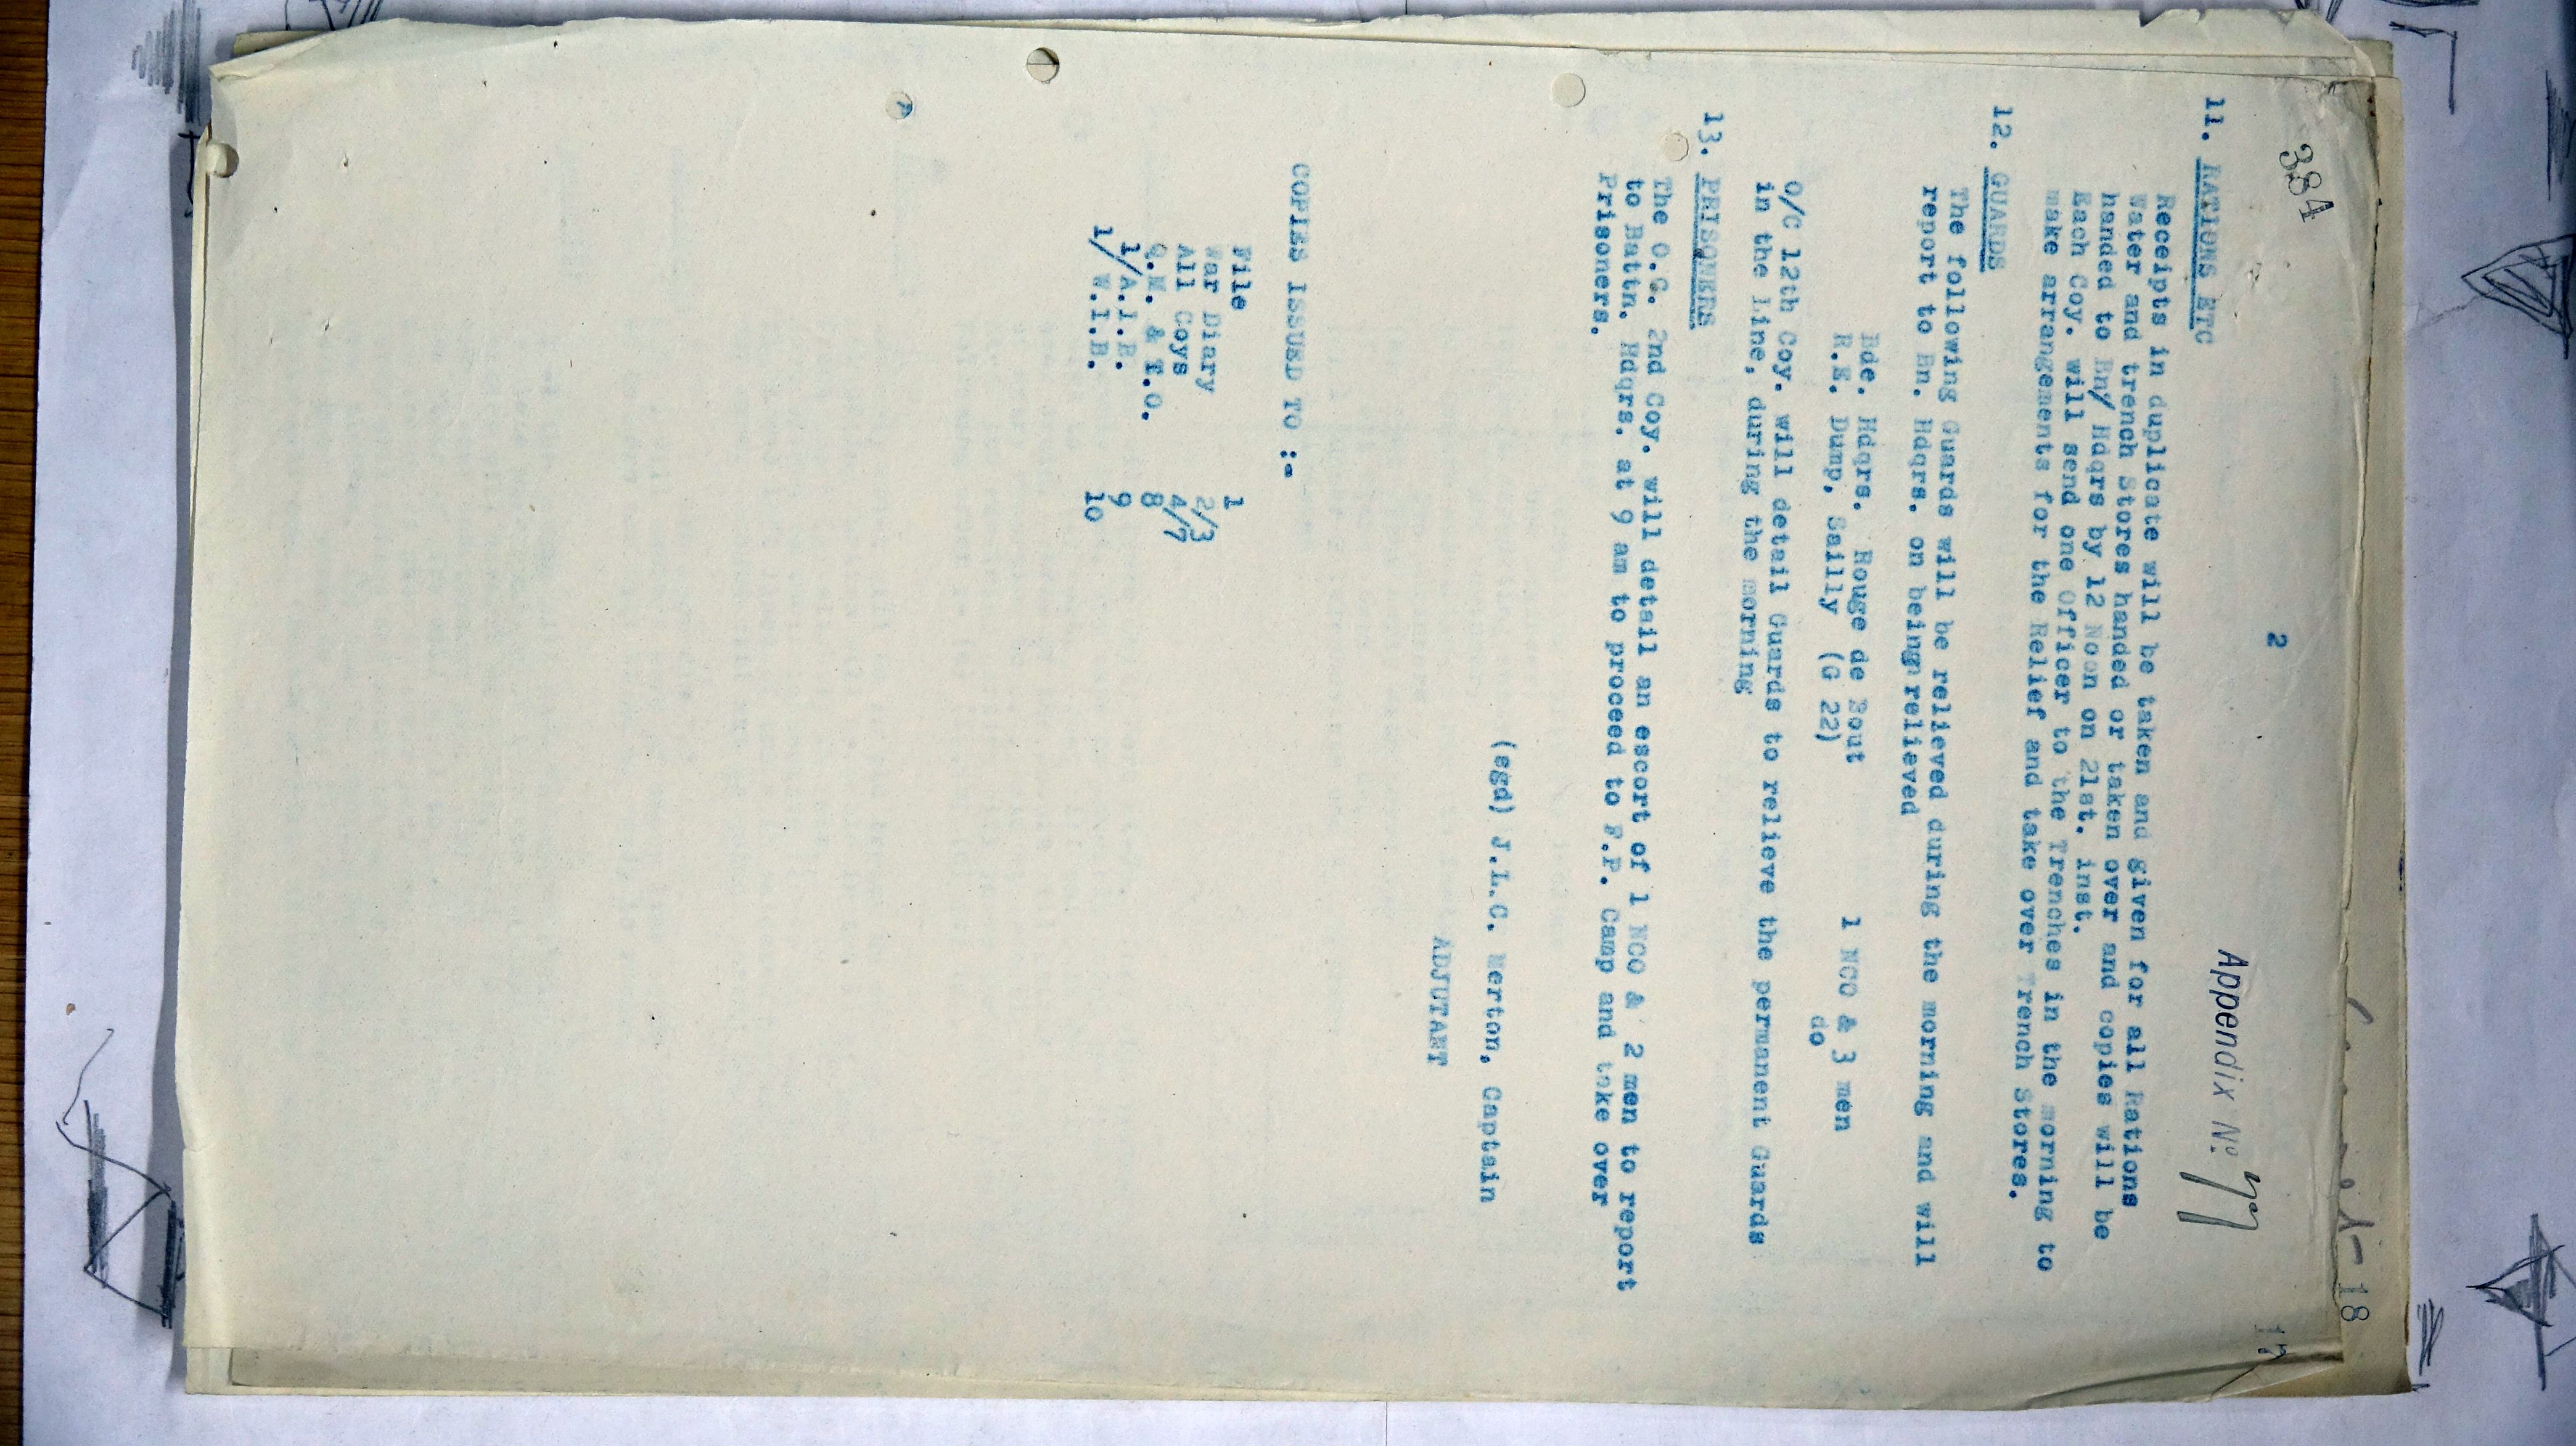 384
2
Appendix No. 77
18
17
11. RATIONS ETC
Receipts in duplicate will be taken and given for all Rations
Water and trench Stores handed or taken over and copies will be
handed to Bn/ Hdqrs by 12 Noon on 21st. inst.
Each Coy. will send one Officer to the Trenches in the morning to
make arrangements for the Relief and take over Trench Stores.
12. GUARDS
The following Guards will be relieved during the morning and will
report to Bn. Hdqrs. on being relieved
Bde. Hdqrs. Rouge de Bout 1 NCO & 3 men
R.E. Dump, Sailly (G 22) do
O/C 12th Coy. will detail Guards to relieve the permanent Guards
in the Line, during the morning
13. PRISONERS
The O.C. 2nd Coy. will detail an escort of 1 NCO & 2 men to report
to Battn. Hdqrs. at 9 am to proceed to F.P. Camp and take over
Prisoners.
(sgd) J.L.C. Merton, Captain
ADJUTANT
COPIES ISSUED TO :-
File 1
War Diary 2/3
All Coys 4/7
Q.M. & T.O. 8
1/A.I.B. 9
1/ W.I.B. 10